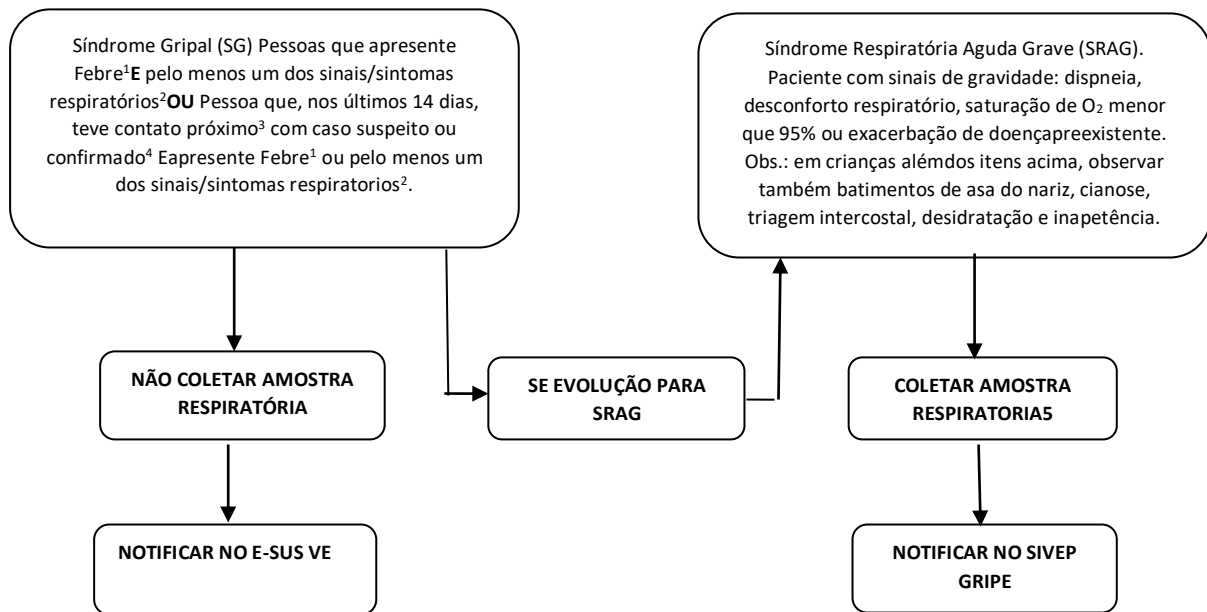 Síndrome Gripal (SG) Pessoas que apresente
Febre¹E pelo menos um dos sinais/sintomas
respiratórios²OU Pessoa que, nos últimos 14 dias,
teve contato próximo³ com caso suspeito ou
confirmado⁴ Eapresente Febre¹ ou pelo menos um
dos sinais/sintomas respiratorios².
Síndrome Respiratória Aguda Grave (SRAG).
Paciente com sinais de gravidade: dispneia,
desconforto respiratório, saturação de O₂ menor
que 95% ou exacerbação de doençapreexistente.
Obs.: em crianças alémdos itens acima, observar
também batimentos de asa do nariz, cianose,
triagem intercostal, desidratação e inapetência.
NÃO COLETAR AMOSTRA
RESPIRATÓRIA
SE EVOLUÇÃO PARA
SRAG
COLETAR AMOSTRA
RESPIRATORIA5
NOTIFICAR NO E-SUS VE
NOTIFICAR NO SIVEP
GRIPE